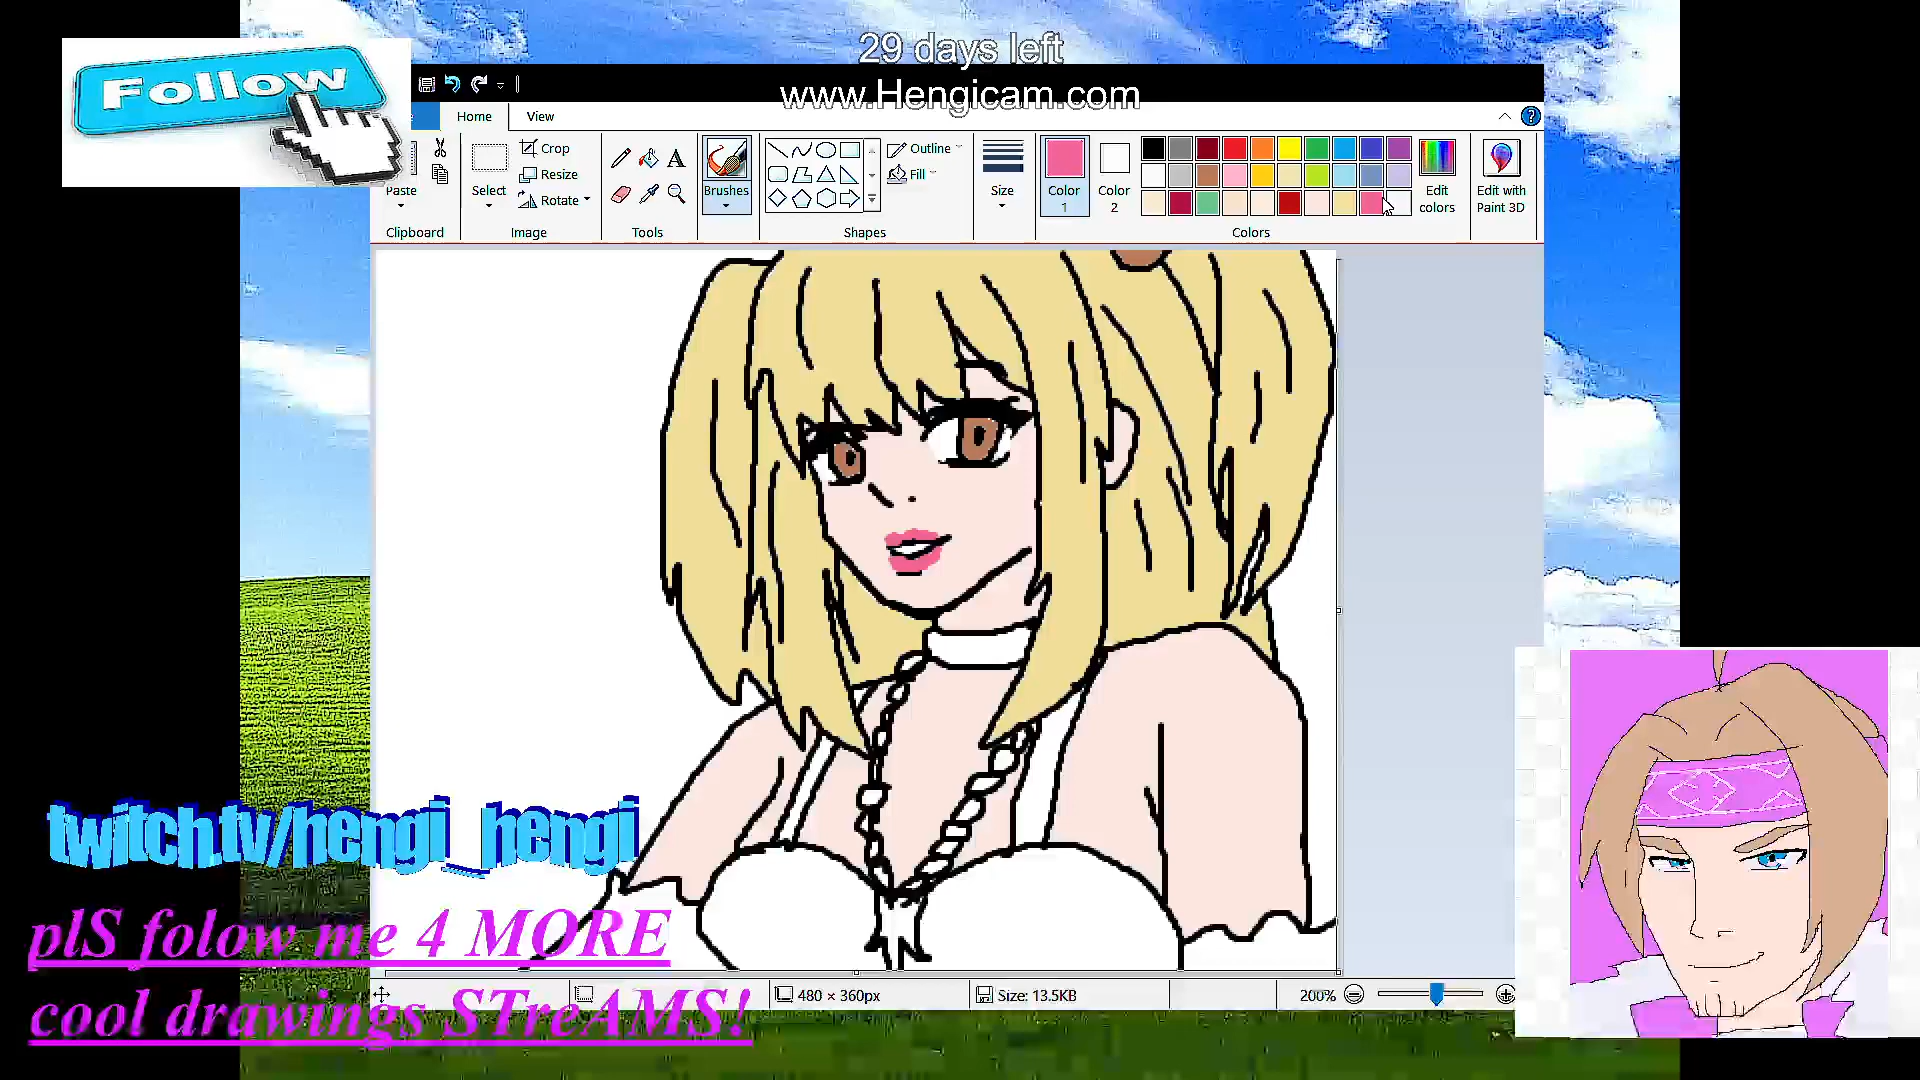 29 days left
www.Hengicam.com
Follow
Home View
Paste
Select
Crop
Resize
Rotate
Brushes
Outline
Fill
Size
Color 1
Color 2
Edit colors
Edit with Paint 3D
Clipboard Image Tools Shapes Colors
twitch.tv/hengi_hengi
plS folow me 4 MORE
cool drawings STreAMS!
480 × 360px Size: 13.5KB 200%